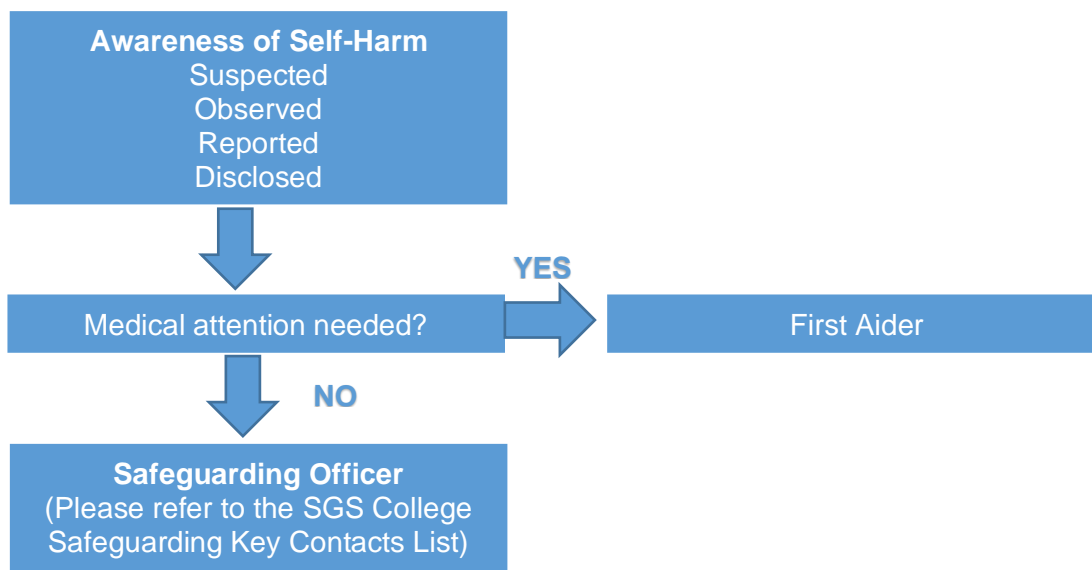 Awareness of Self-Harm
Suspected
Observed
Reported
Disclosed
YES
Medical attention needed?
First Aider
NO
Safeguarding Officer
(Please refer to the SGS College
Safeguarding Key Contacts List)